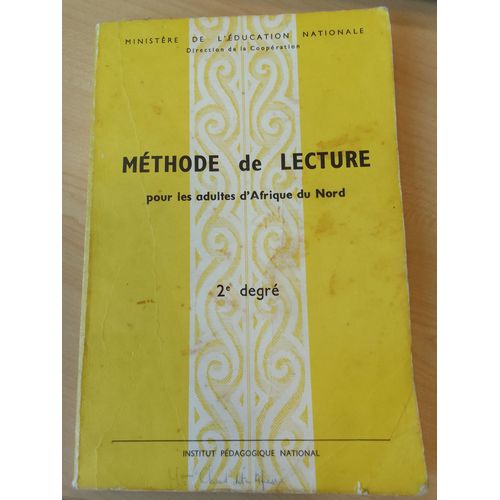 MINISTÈRE DE L'ÉDUCATION NATIONALE
Direction de la Coopération
MÉTHODE de LECTURE
pour les adultes d'Afrique du Nord
2e degré
INSTITUT PÉDAGOGIQUE NATIONAL